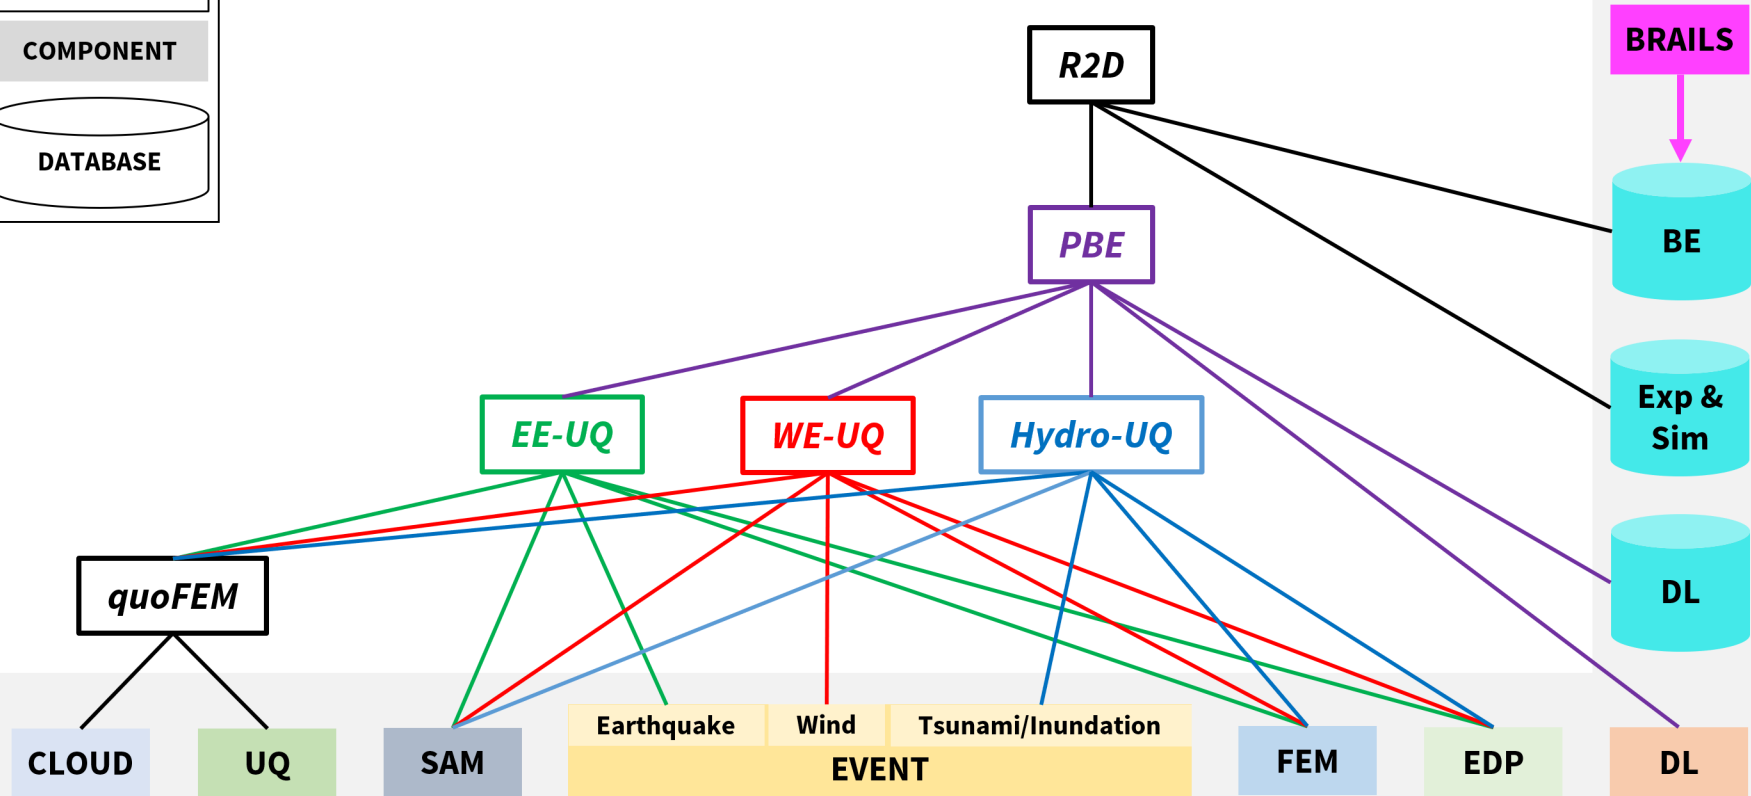 COMPONENT
DATABASE
R2D
BRAILS
PBE
BE
EE-UQ
WE-UQ
Hydro-UQ
Exp &
Sim
quoFEM
DL
Earthquake
Wind
Tsunami/Inundation
CLOUD
UQ
SAM
EVENT
FEM
EDP
DL